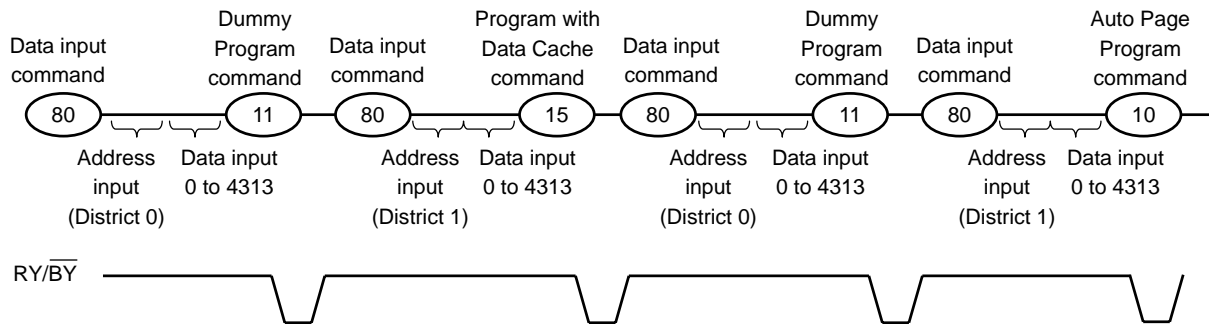 Data input
command
Dummy
Program
command
Data input
command
Program with
Data Cache
command
Data input
command
Dummy
Program
command
Data input
command
Auto Page
Program
command
80
11
80
15
80
11
80
10
Address
input
(District 0)
Data input
0 to 4313
Address
input
(District 1)
Data input
0 to 4313
Address
input
(District 0)
Data input
0 to 4313
Address
input
(District 1)
Data input
0 to 4313
RY/B̅Y̅